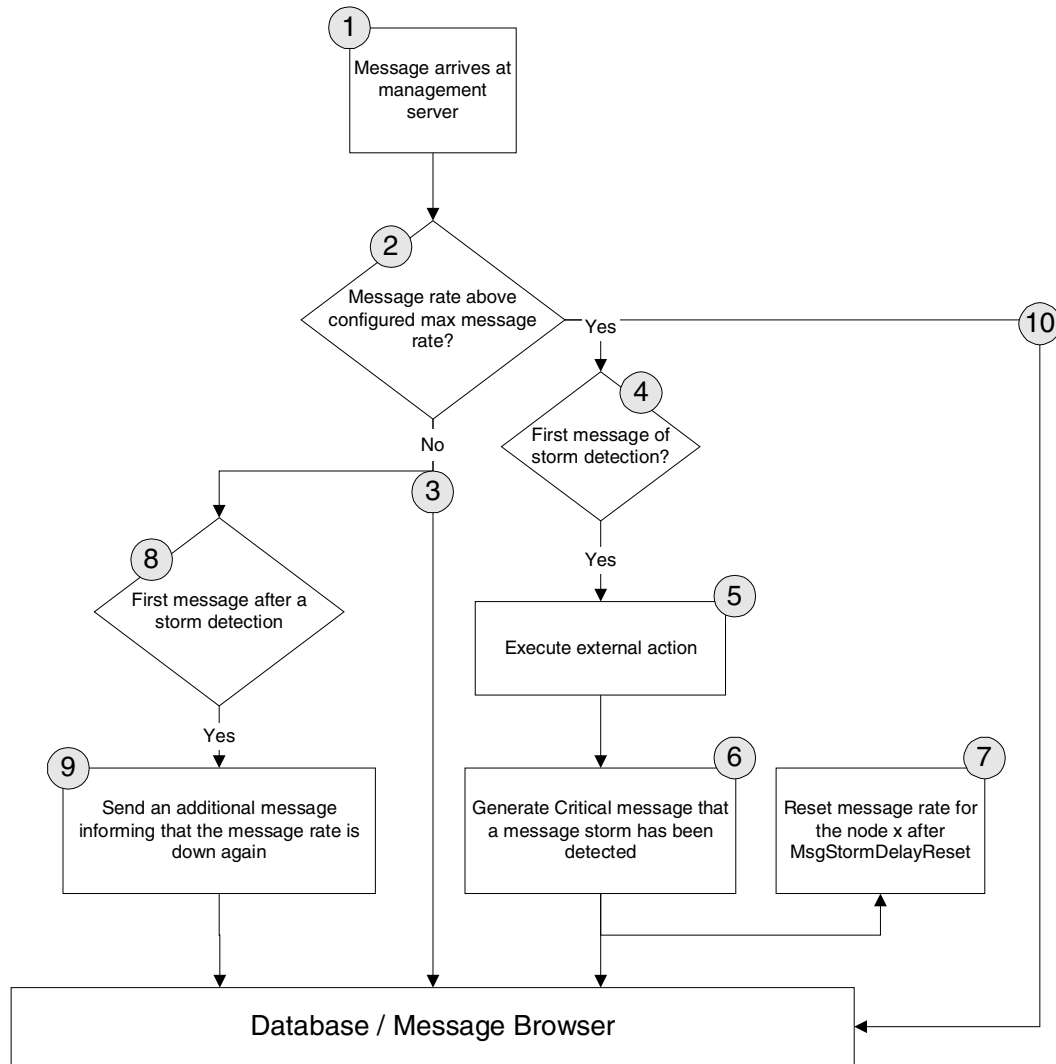 1
Message arrives at
management
server
2
Message rate above
configured max message
rate?
10
Yes
4
First message of
storm detection?
No
3
8
First message after a
storm detection
Yes
5
Execute external action
Yes
9
Send an additional message
informing that the message rate is
down again
6
Generate Critical message that
a message storm has been
detected
7
Reset message rate for
the node x after
MsgStormDelayReset
Database / Message Browser